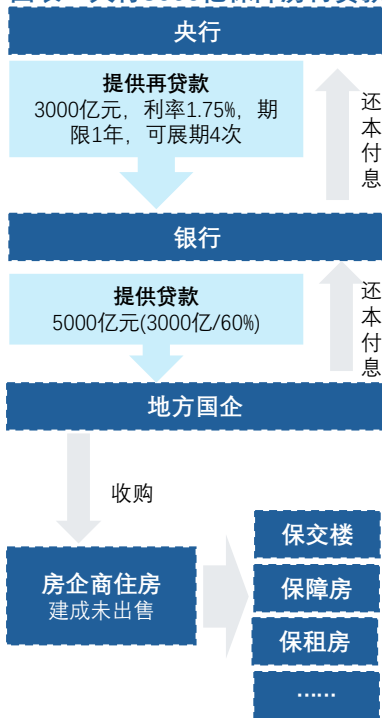 央行
提供再贷款
3000亿元，利率1.75%，期
限1年，可展期4次
还
本
付
息
银行
提供贷款
5000亿元(3000亿/60%)
还
本
付
息
地方国企
收购
房企商住房
建成未出售
保交楼
保障房
保租房
……